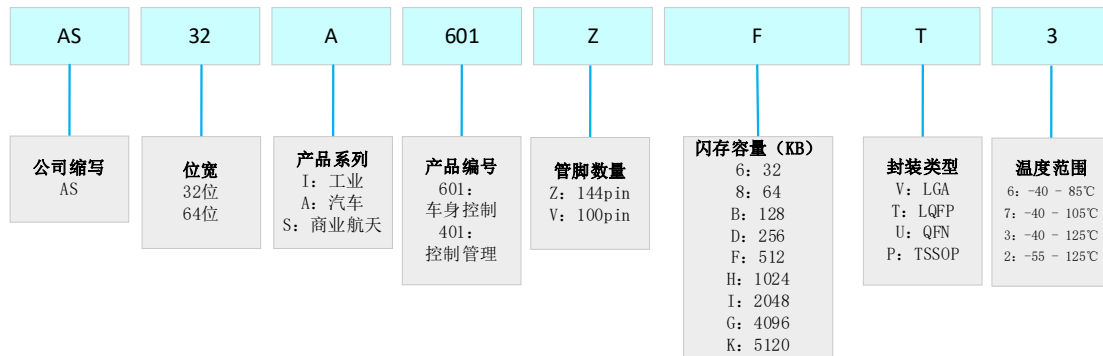 AS
32
A
601
Z
F
T
3
公司缩写
AS
位宽
32位
64位
产品系列
I: 工业
A: 汽车
S: 商业航天
产品编号
601:
车身控制
401:
控制管理
管脚数量
Z: 144pin
V: 100pin
闪存容量（KB）
6: 32
8: 64
B: 128
D: 256
F: 512
H: 1024
I: 2048
G: 4096
K: 5120
封装类型
V: LGA
T: LQFP
U: QFN
P: TSSOP
温度范围
6: -40 - 85℃
7: -40 - 105℃
3: -40 - 125℃
2: -55 - 125℃